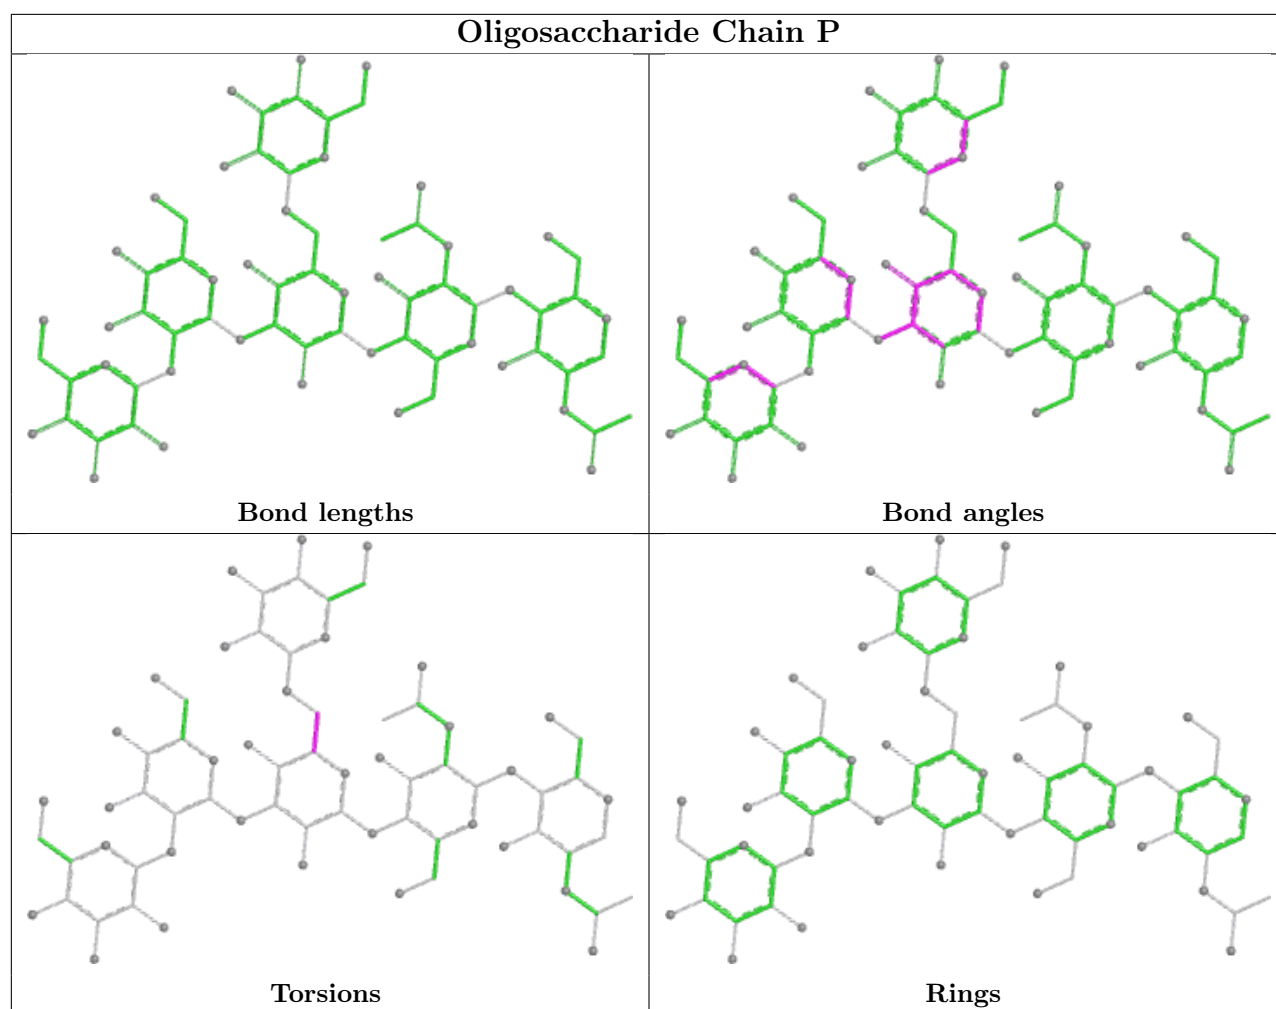 Oligosaccharide Chain P
Bond lengths
Bond angles
Torsions
Rings